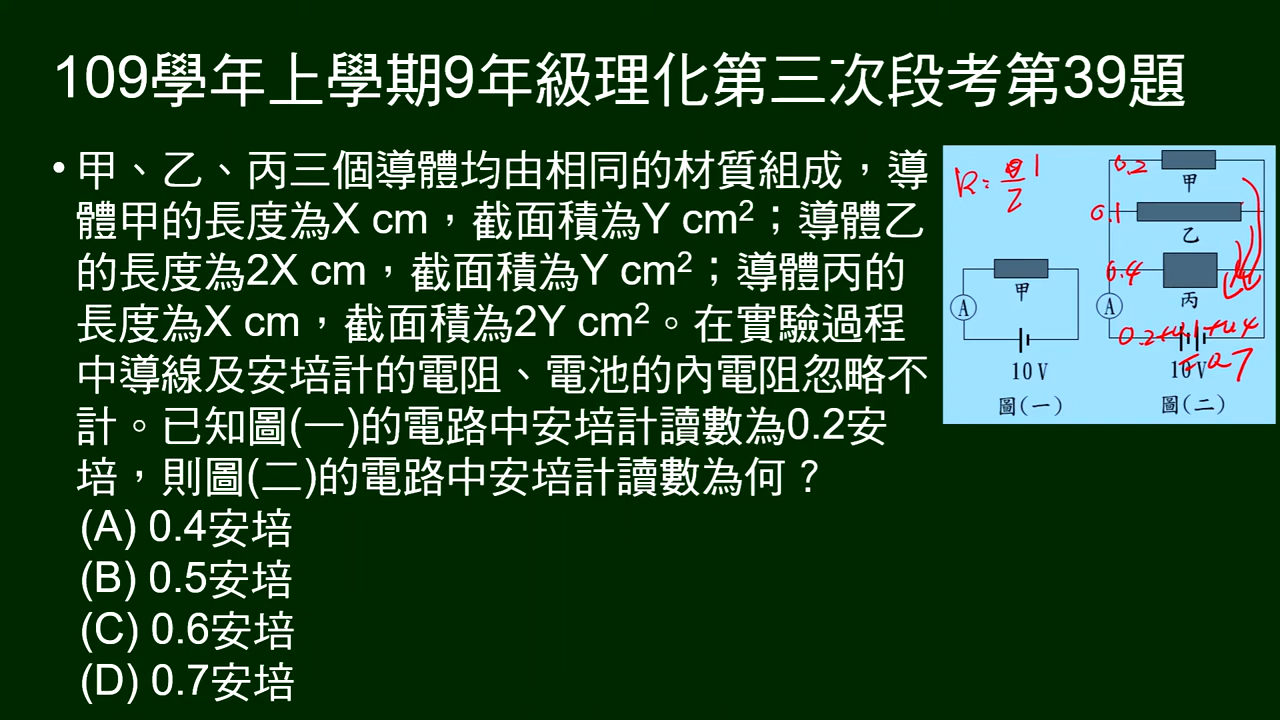 109學年上學期9年級理化第三次段考第39題
• 甲、乙、丙三個導體均由相同的材質組成，導
體甲的長度為X cm，截面積為Y cm²；導體乙
的長度為2X cm，截面積為Y cm²；導體丙的
長度為X cm，截面積為2Y cm²。在實驗過程
中導線及安培計的電阻、電池的內電阻忽略不
計。已知圖(一)的電路中安培計讀數為0.2安
培，則圖(二)的電路中安培計讀數為何？
(A) 0.4安培
(B) 0.5安培
(C) 0.6安培
(D) 0.7安培
甲
A
10 V
圖(一)
0.2
甲
0.1
乙
0.4
丙
A
0.2+0.1+0.4
=0.7
10 V
圖(二)